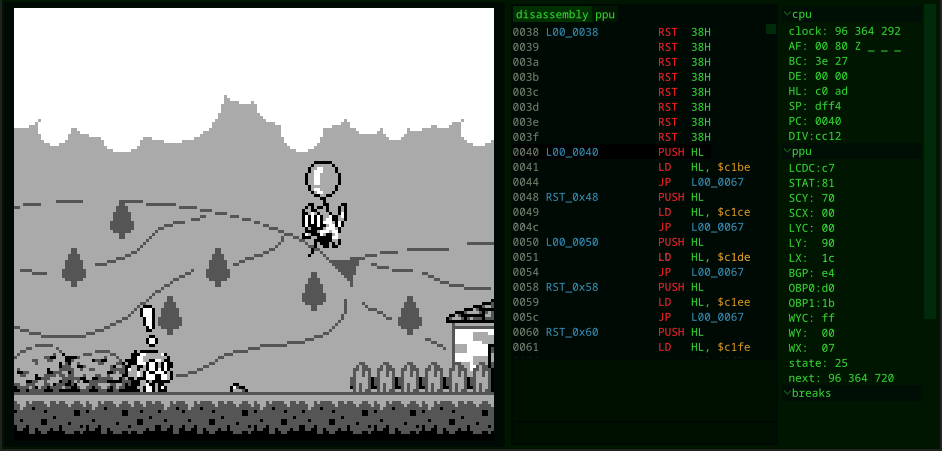 disassembly ppu
0038 L00_0038 RST 38H
0039 RST 38H
003a RST 38H
003b RST 38H
003c RST 38H
003d RST 38H
003e RST 38H
003f RST 38H
0040 L00_0040 PUSH HL
0041 LD HL, $c1be
0044 JP L00_0067
0048 RST_0x48 PUSH HL
0049 LD HL, $c1ce
004c JP L00_0067
0050 L00_0050 PUSH HL
0051 LD HL, $c1de
0054 JP L00_0067
0058 RST_0x58 PUSH HL
0059 LD HL, $c1ee
005c JP L00_0067
0060 RST_0x60 PUSH HL
0061 LD HL, $c1fe
cpu
clock: 96 364 292
AF: 00 80 Z _ _ _
BC: 3e 27
DE: 00 00
HL: c0 ad
SP: dff4
PC: 0040
DIV:cc12
ppu
LCDC:c7
STAT:81
SCY: 70
SCX: 00
LYC: 00
LY: 90
LX: 1c
BGP: e4
OBP0:d0
OBP1:1b
WYC: ff
WY: 00
WX: 07
state: 25
next: 96 364 720
breaks